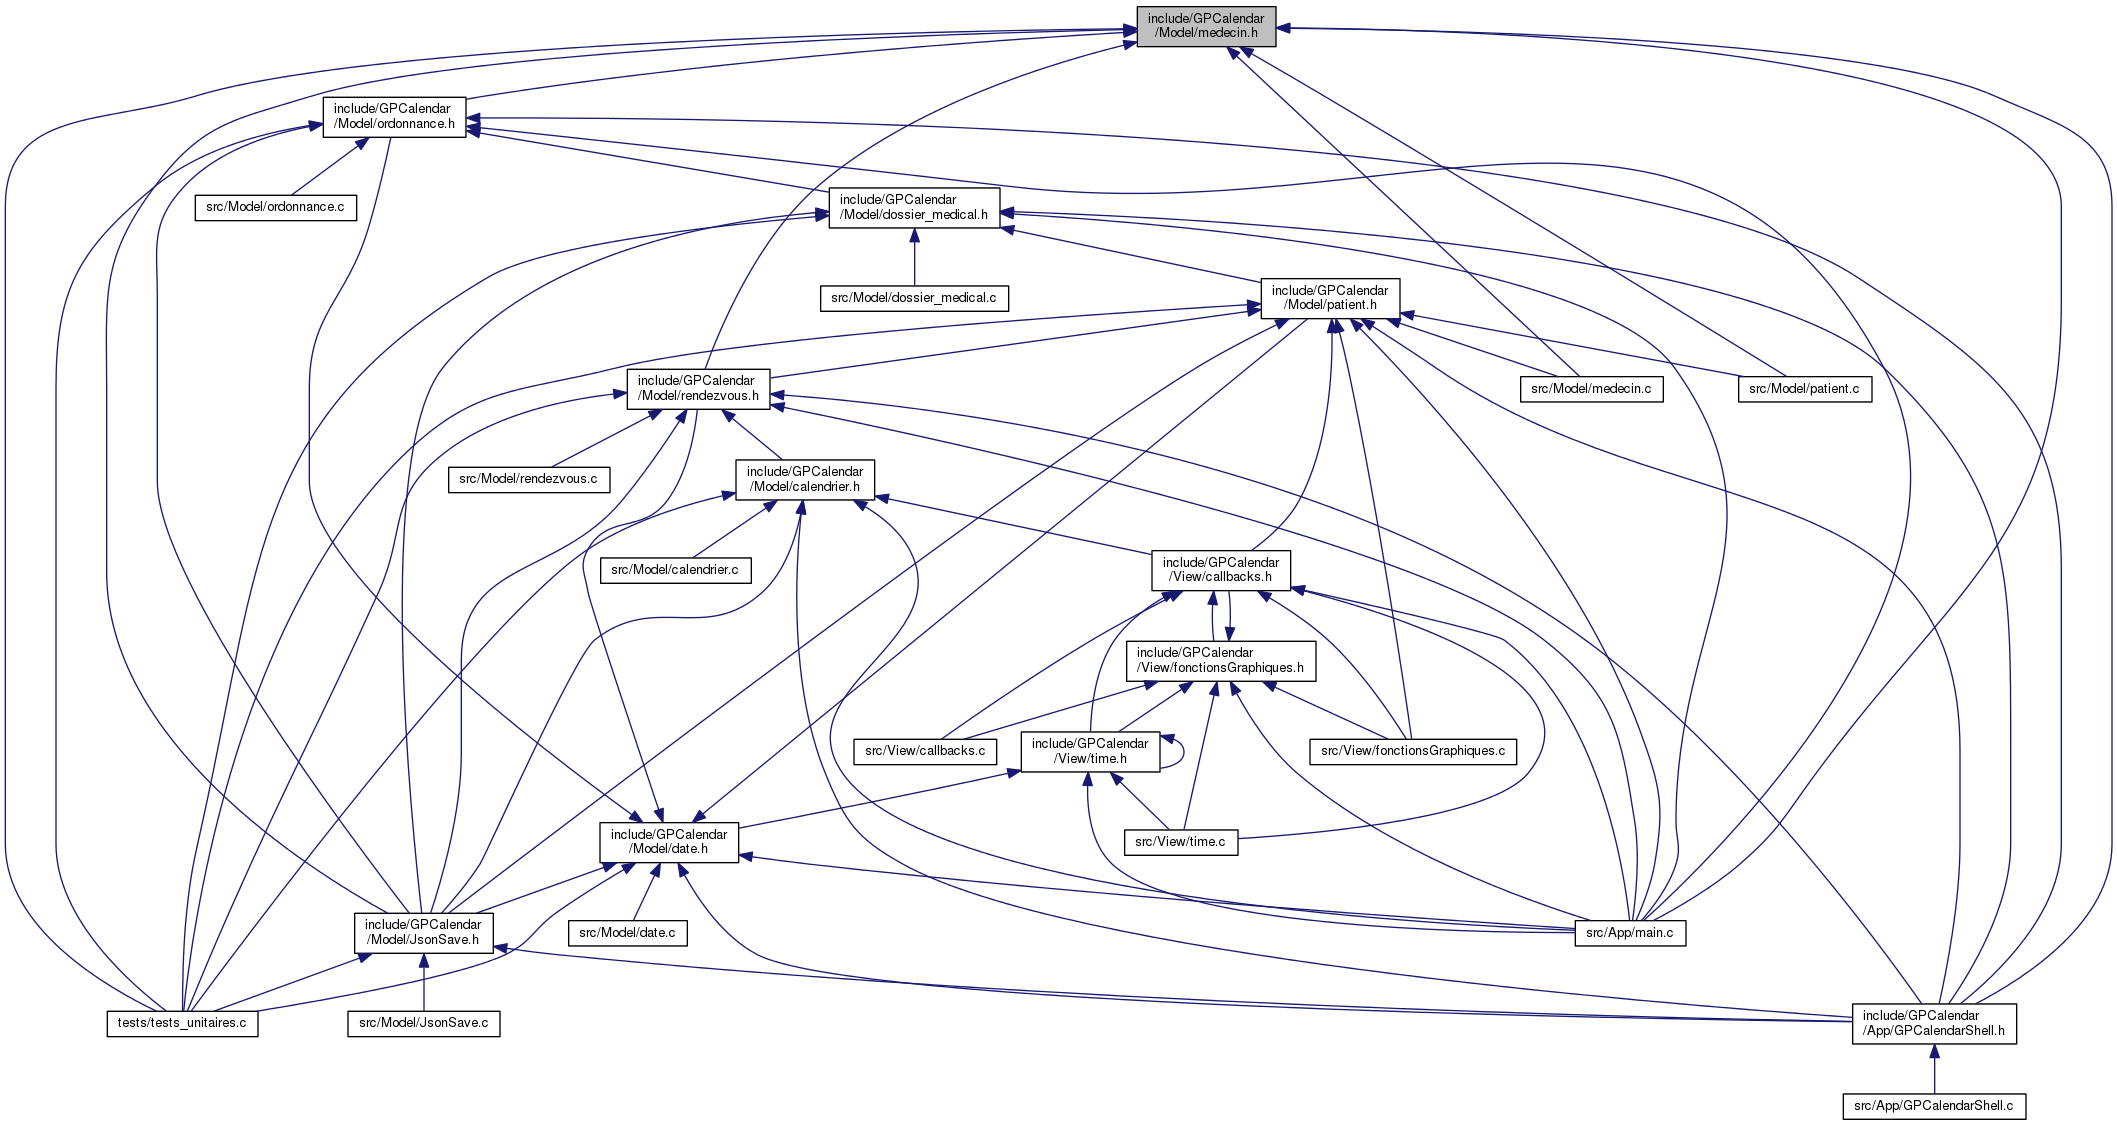 include/GPCalendar
/Model/medecin.h
include/GPCalendar
/Model/ordonnance.h
src/Model/ordonnance.c
include/GPCalendar
/Model/dossier_medical.h
src/Model/dossier_medical.c
include/GPCalendar
/Model/patient.h
include/GPCalendar
/Model/rendezvous.h
src/Model/medecin.c
src/Model/patient.c
src/Model/rendezvous.c
include/GPCalendar
/Model/calendrier.h
src/Model/calendrier.c
include/GPCalendar
/View/callbacks.h
include/GPCalendar
/View/fonctionsGraphiques.h
src/View/callbacks.c
include/GPCalendar
/View/time.h
src/View/fonctionsGraphiques.c
include/GPCalendar
/Model/date.h
src/View/time.c
include/GPCalendar
/Model/JsonSave.h
src/Model/date.c
src/App/main.c
tests/tests_unitaires.c
src/Model/JsonSave.c
include/GPCalendar
/App/GPCalendarShell.h
src/App/GPCalendarShell.c